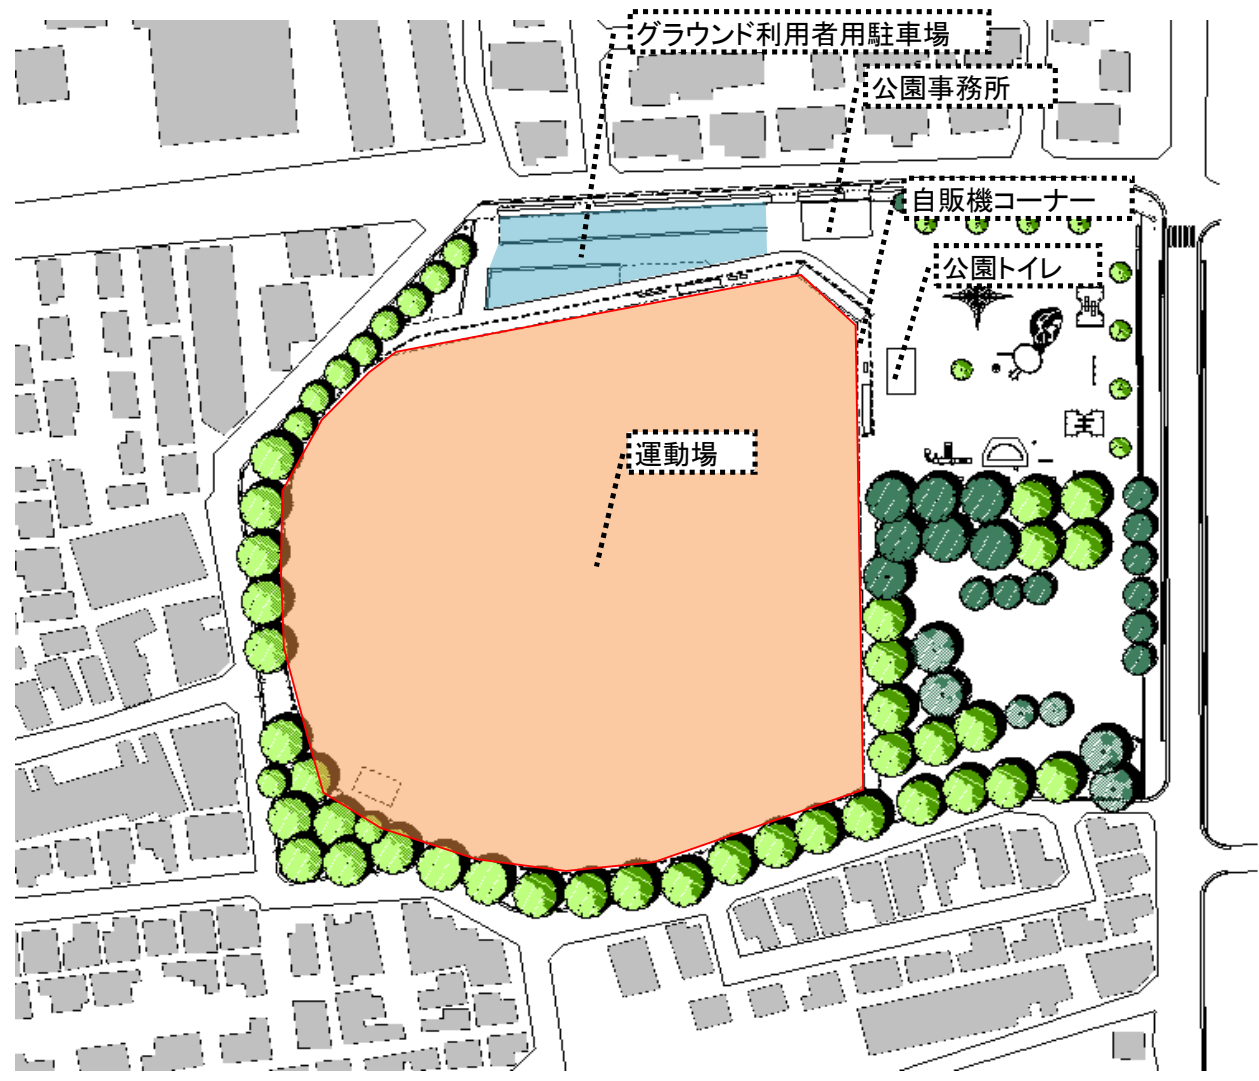 グラウンド利用者用駐車場
公園事務所
自販機コーナー
公園トイレ
運動場